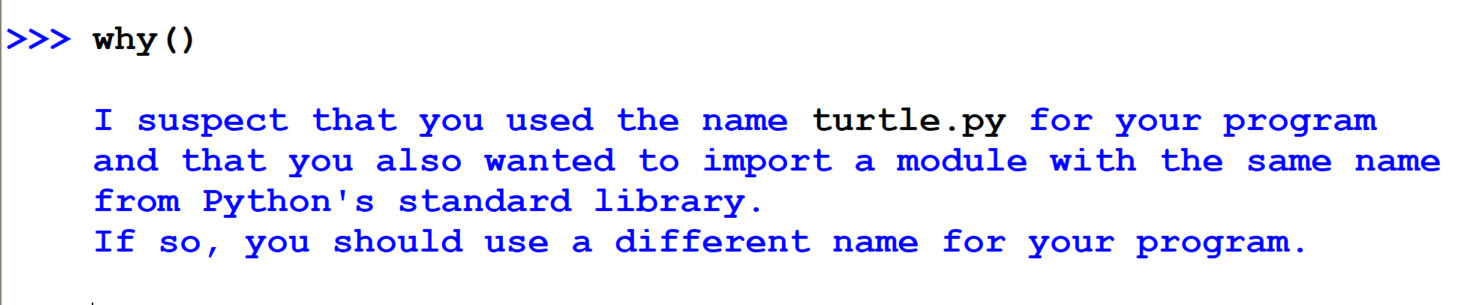 >>> why()
I suspect that you used the name turtle.py for your program
and that you also wanted to import a module with the same name
from Python's standard library.
If so, you should use a different name for your program.